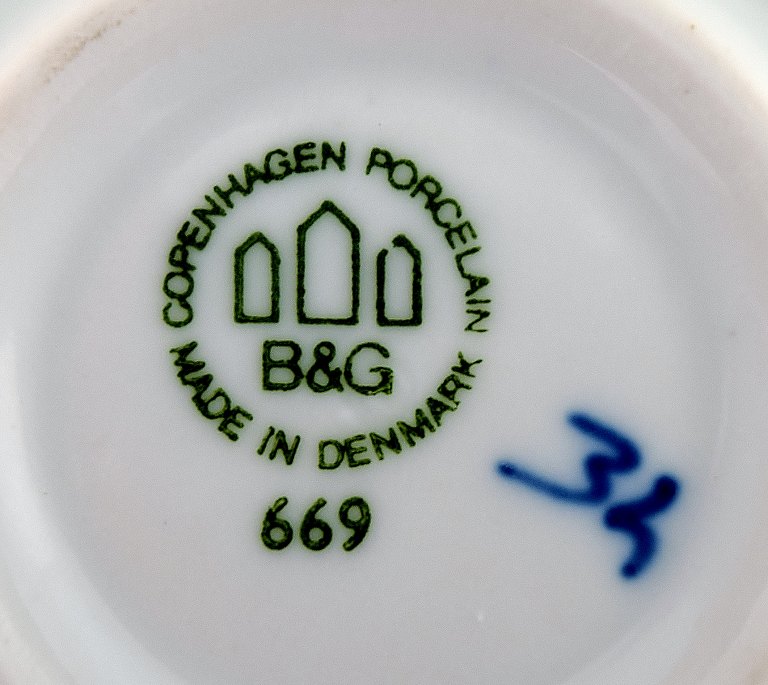 COPENHAGEN PORCELAIN
B&G
MADE IN DENMARK
669